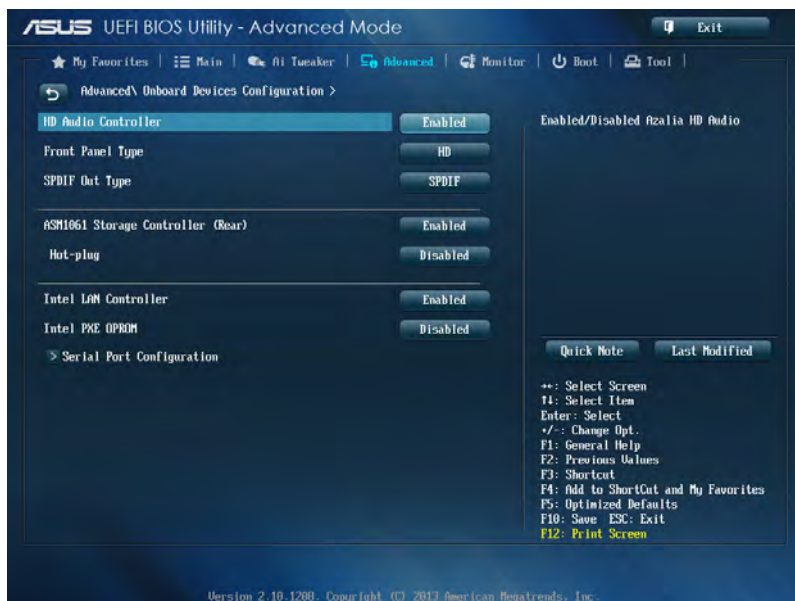 ASUS UEFI BIOS Utility - Advanced Mode
Exit
My Favorites | Main | Ai Tweaker | Advanced | Monitor | Boot | Tool |
Advanced\ Onboard Devices Configuration >
HD Audio Controller Enabled
Front Panel Type HD
SPDIF Out Type SPDIF
ASM1061 Storage Controller (Rear) Enabled
Hot-plug Disabled
Intel LAN Controller Enabled
Intel PXE OPROM Disabled
> Serial Port Configuration
Enabled/Disabled Azalia HD Audio
Quick Note Last Modified
→←: Select Screen
↑↓: Select Item
Enter: Select
+/-: Change Opt.
F1: General Help
F2: Previous Values
F3: Shortcut
F4: Add to ShortCut and My Favorites
F5: Optimized Defaults
F10: Save ESC: Exit
F12: Print Screen
Version 2.10.1208. Copyright (C) 2013 American Megatrends, Inc.